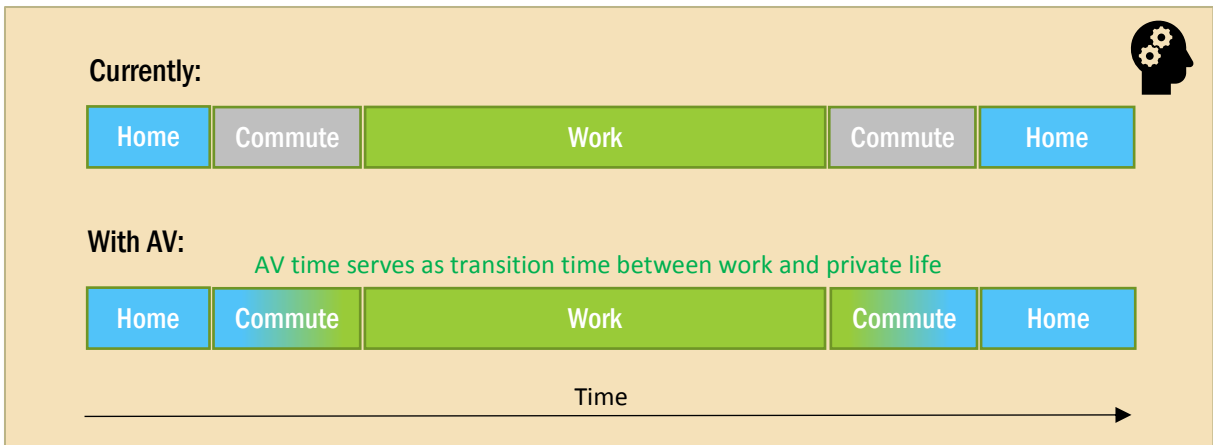 Currently:
Home Commute Work Commute Home
With AV:
AV time serves as transition time between work and private life
Home Commute Work Commute Home
Time